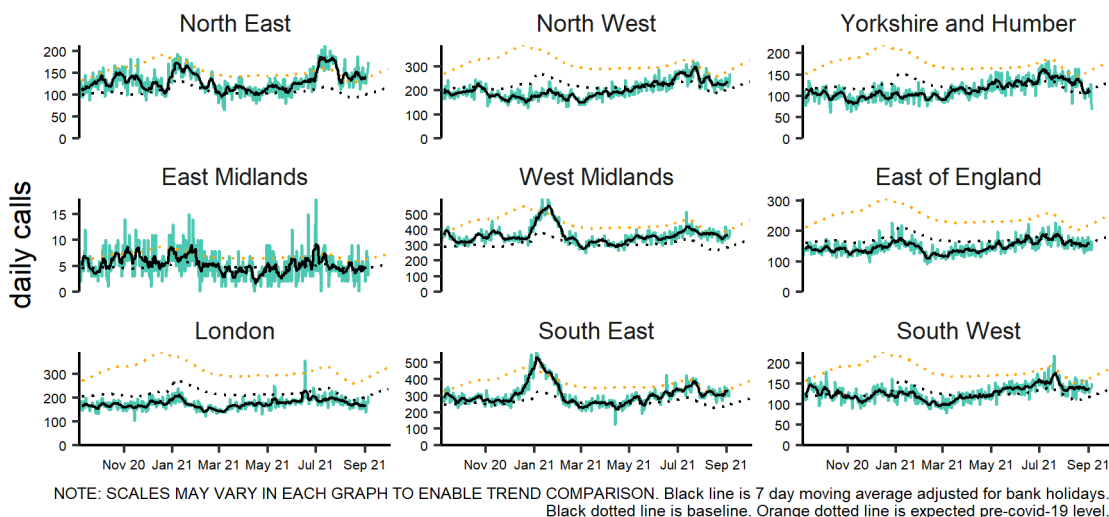 North East
North West
Yorkshire and Humber
200
150
100
50
0
300
200
100
0
200
150
100
50
0
East Midlands
West Midlands
East of England
daily calls
15
10
5
0
500
400
300
200
100
0
300
200
100
0
London
South East
South West
300
200
100
0
500
400
300
200
100
0
200
150
100
50
0
Nov 20 Jan 21 Mar 21 May 21 Jul 21 Sep 21
Nov 20 Jan 21 Mar 21 May 21 Jul 21 Sep 21
Nov 20 Jan 21 Mar 21 May 21 Jul 21 Sep 21
NOTE: SCALES MAY VARY IN EACH GRAPH TO ENABLE TREND COMPARISON. Black line is 7 day moving average adjusted for bank holidays.
Black dotted line is baseline. Orange dotted line is expected pre-covid-19 level.